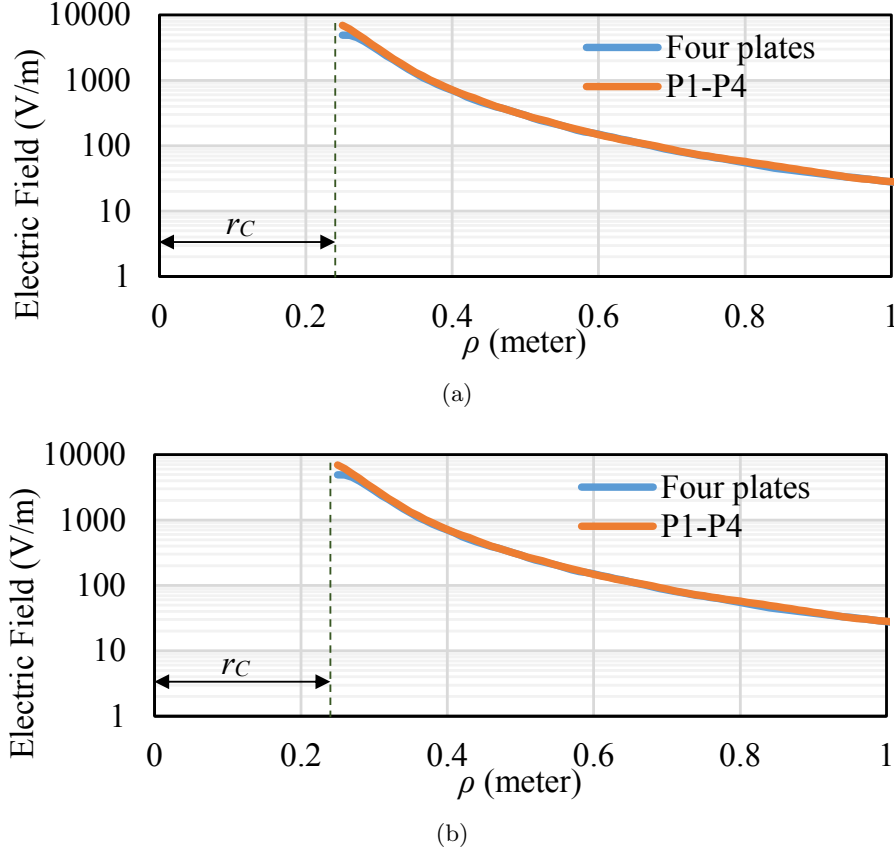 10000
1000
100
10
1
Electric Field (V/m)
Four plates
P1-P4
rC
0 0.2 0.4 0.6 0.8 1
ρ (meter)
(a)
10000
1000
100
10
1
Electric Field (V/m)
Four plates
P1-P4
rC
0 0.2 0.4 0.6 0.8 1
ρ (meter)
(b)